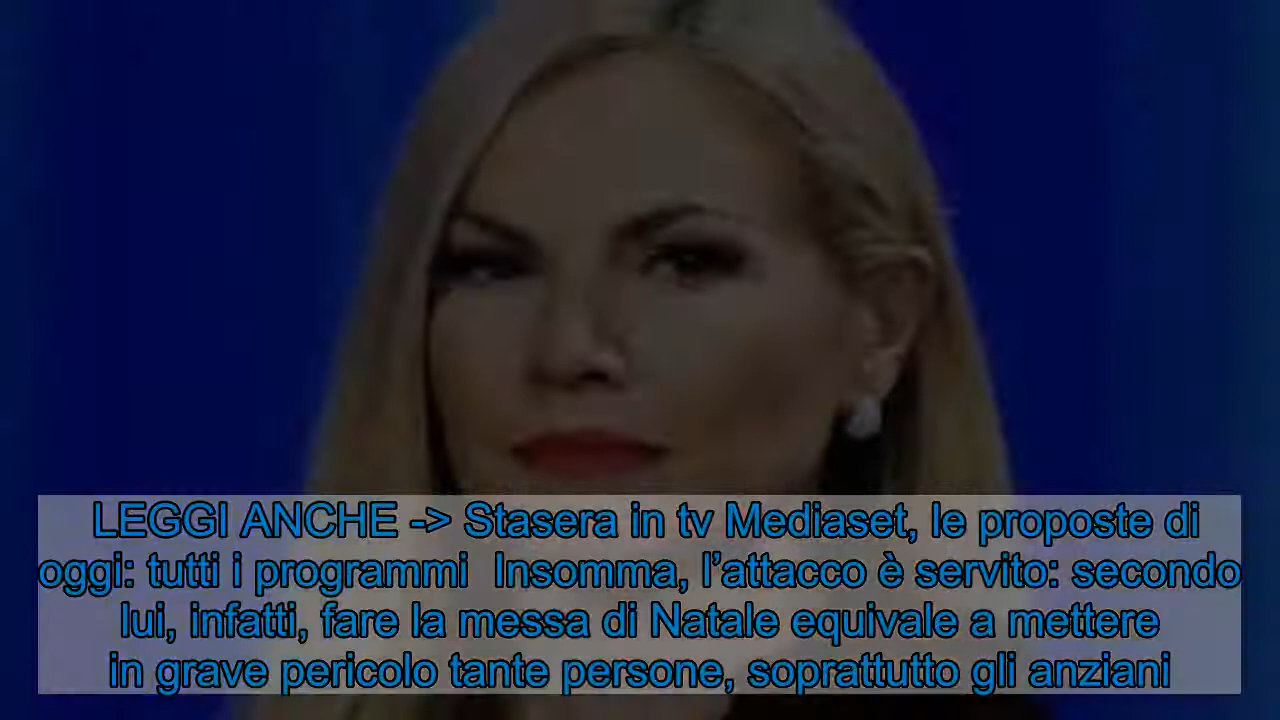 LEGGI ANCHE -> Stasera in tv Mediaset, le proposte di
oggi: tutti i programmi  Insomma, l’attacco è servito: secondo
lui, infatti, fare la messa di Natale equivale a mettere
in grave pericolo tante persone, soprattutto gli anziani